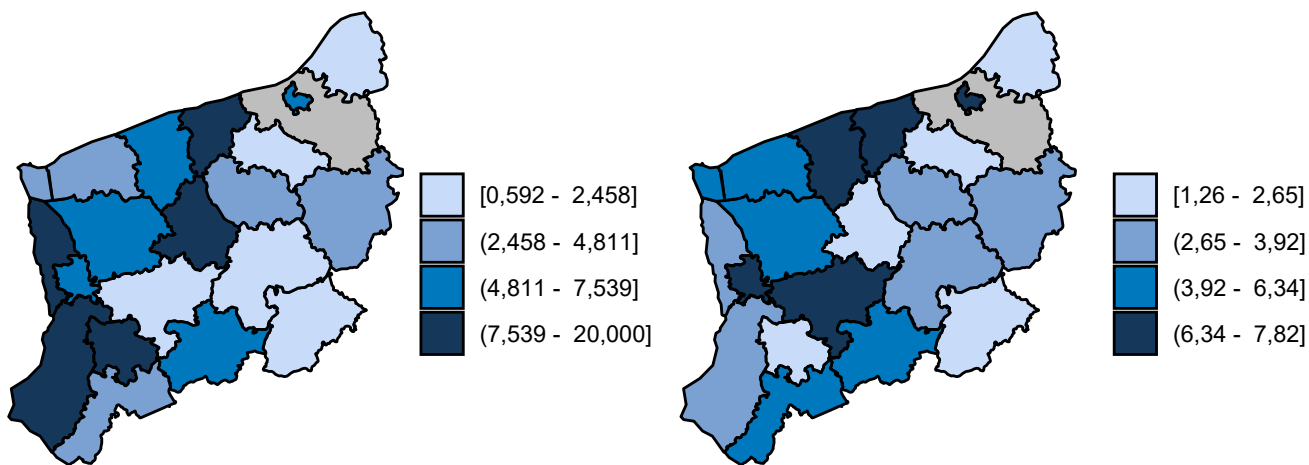 [0,592 - 2,458]
(2,458 - 4,811]
(4,811 - 7,539]
(7,539 - 20,000]
[1,26 - 2,65]
(2,65 - 3,92]
(3,92 - 6,34]
(6,34 - 7,82]